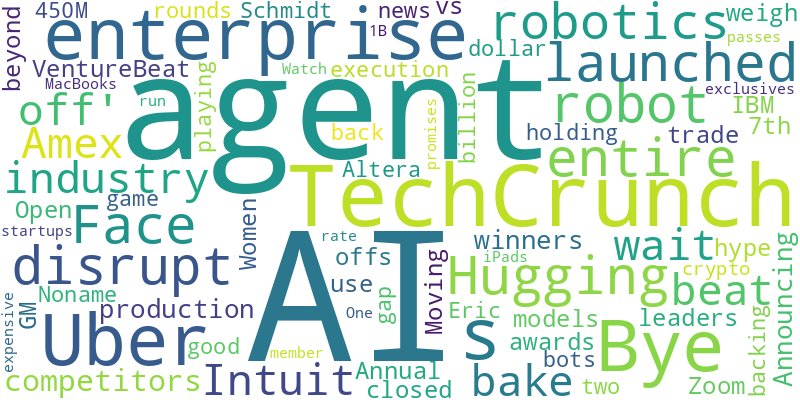 beyond
450M
rounds
Schmidt
news
vs
weigh
enterprise
1B
robotics
passes
dollar
VentureBeat
MacBooks
Watch
execution
launched
exclusives
off'
run
playing
agent
promises
billion
robot
IBM
7th
Amex
back
holding
trade
industry
Altera
entire
TechCrunch
Open
game
startups
Face
Women
rate
offs
winners
wait
hype
Announcing
disrupt
AI
use
Moving
iPads
Hugging
crypto
beat
Noname
gap
Eric
expensive
GM
production
One
s
models
leaders
Uber
good
member
awards
bots
Bye
backing
competitors
Intuit
Annual
closed
bake
two
Zoom